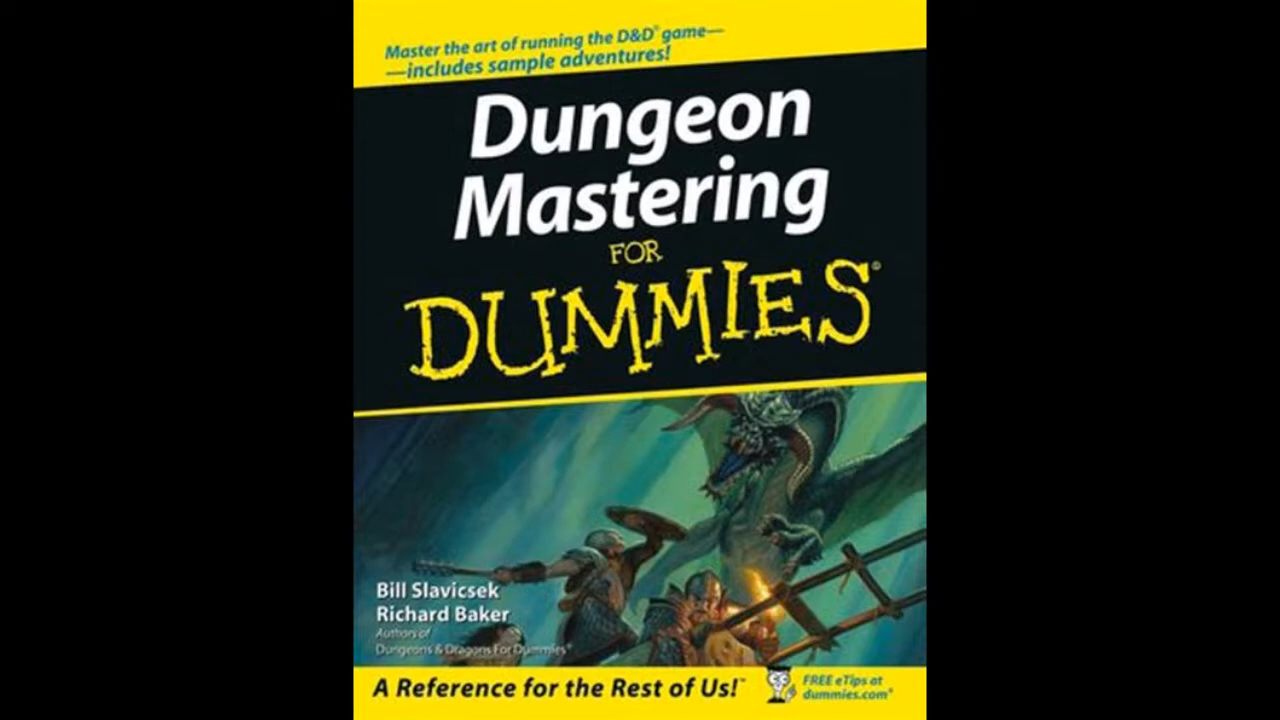 Master the art of running the D&D® game—
—includes sample adventures!
Dungeon
Mastering
FOR
DUMMIES®
Bill Slavicsek
Richard Baker
Authors of
Dungeons & Dragons For Dummies®
A Reference for the Rest of Us!™
FREE eTips at
dummies.com®